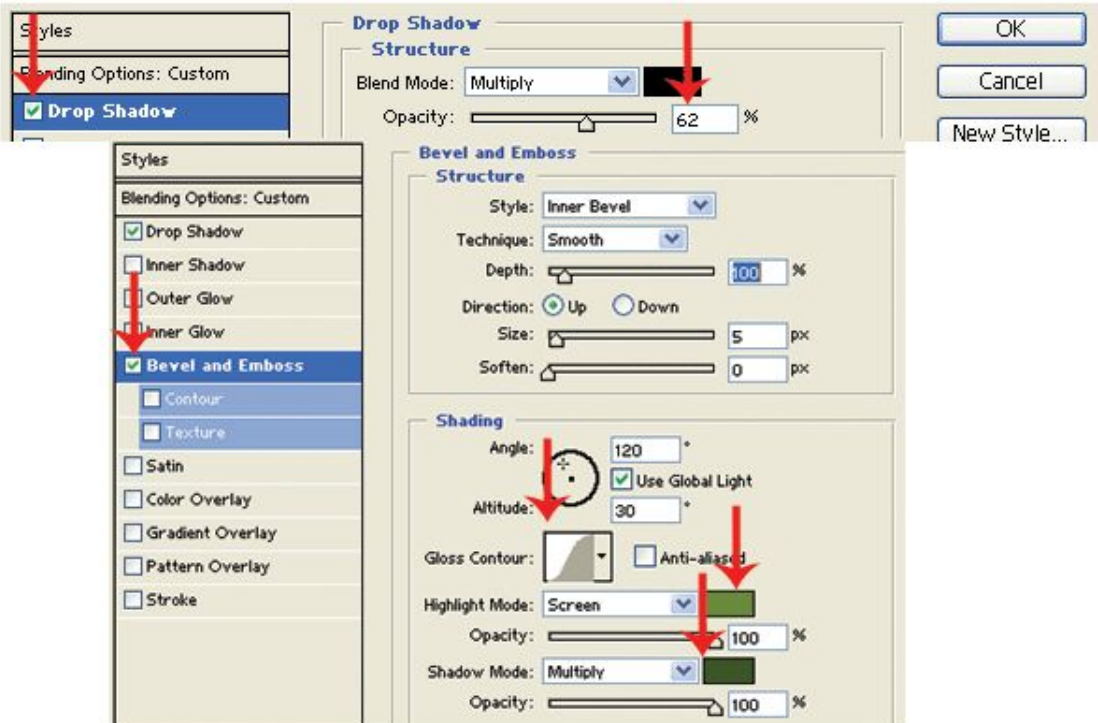 Styles
Blending Options: Custom
Drop Shadow
Drop Shadow
Structure
Blend Mode: Multiply
Opacity: 62 %
OK
Cancel
New Style...
Styles
Blending Options: Custom
Drop Shadow
Inner Shadow
Outer Glow
Inner Glow
Bevel and Emboss
Contour
Texture
Satin
Color Overlay
Gradient Overlay
Pattern Overlay
Stroke
Bevel and Emboss
Structure
Style: Inner Bevel
Technique: Smooth
Depth: 100 %
Direction: Up Down
Size: 5 px
Soften: 0 px
Shading
Angle: 120 °
Use Global Light
Altitude: 30 °
Gloss Contour: Anti-aliased
Highlight Mode: Screen
Opacity: 100 %
Shadow Mode: Multiply
Opacity: 100 %